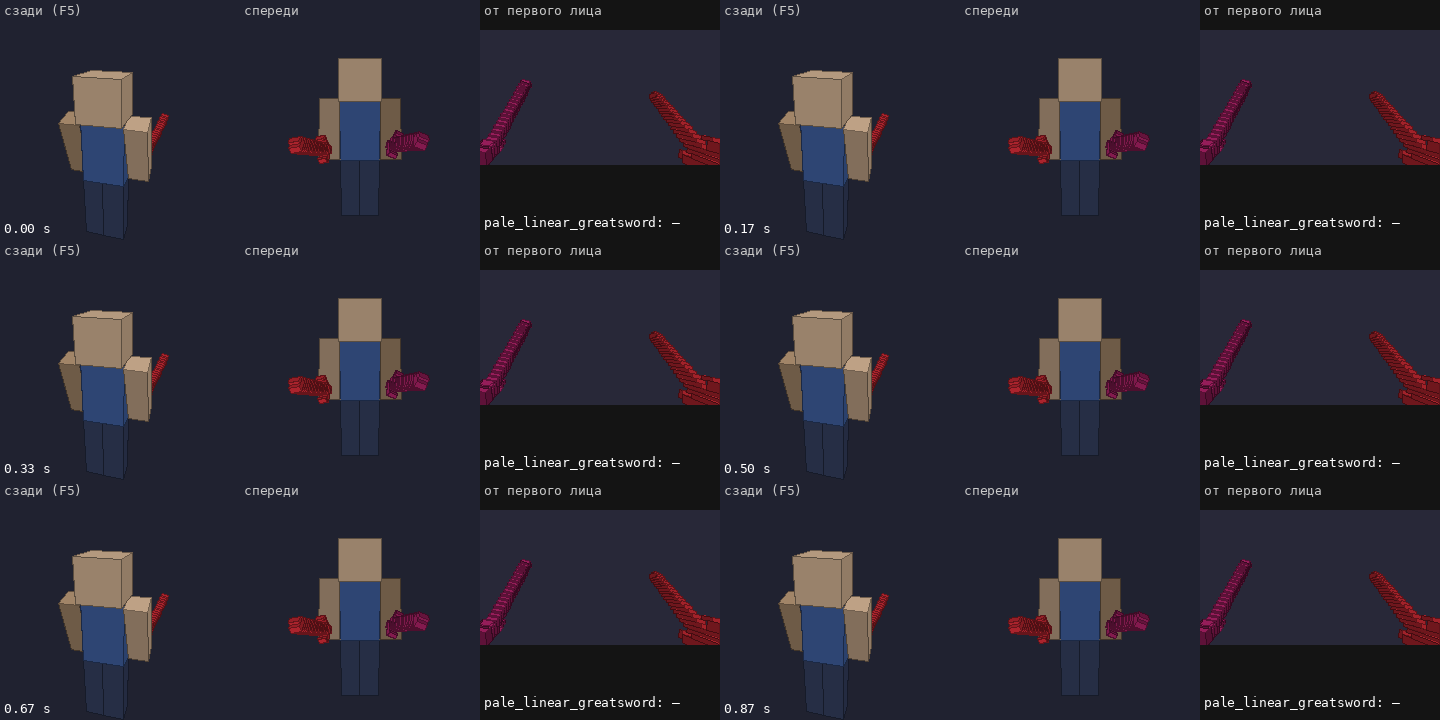 сзади (F5) спереди от первого лица сзади (F5) спереди от первого лица
pale_linear_greatsword: — pale_linear_greatsword: —
0.00 s 0.17 s
сзади (F5) спереди от первого лица сзади (F5) спереди от первого лица
pale_linear_greatsword: — pale_linear_greatsword: —
0.33 s 0.50 s
сзади (F5) спереди от первого лица сзади (F5) спереди от первого лица
pale_linear_greatsword: — pale_linear_greatsword: —
0.67 s 0.87 s